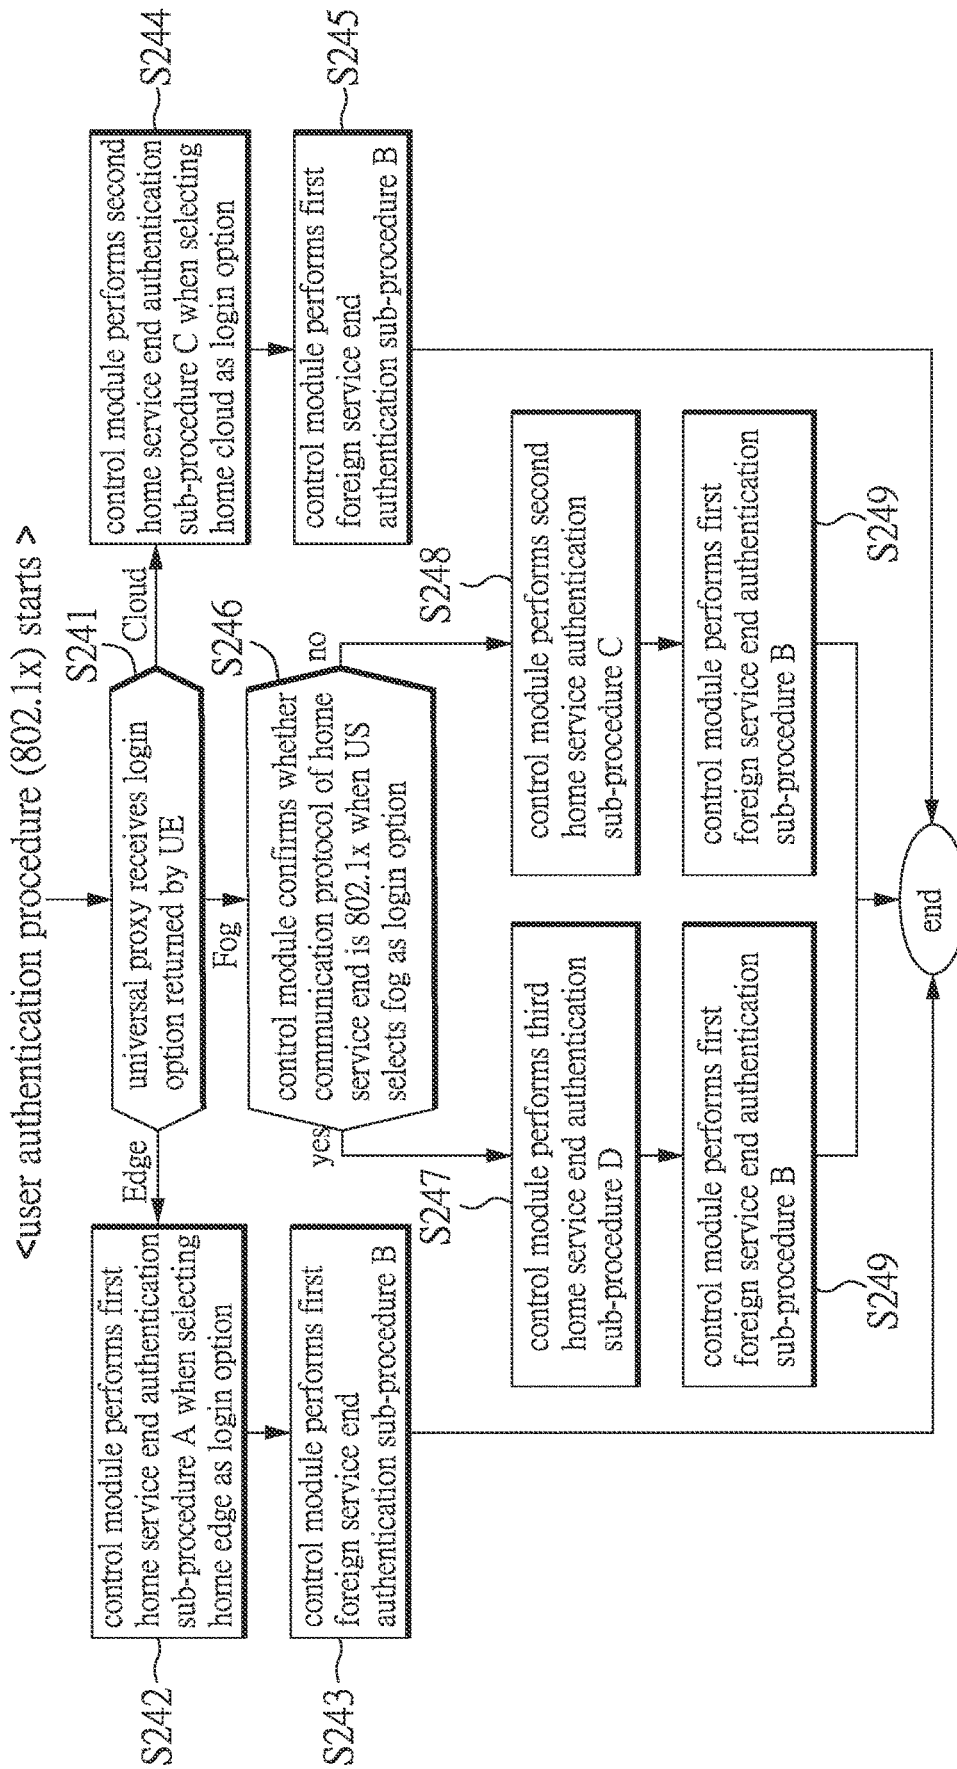 <user authentication procedure (802.1x) starts >
S241
universal proxy receives login
option returned by UE
Edge
Cloud
Fog
S242
control module performs first
home service end authentication
sub-procedure A when selecting
home edge as login option
S244
control module performs second
home service end authentication
sub-procedure C when selecting
home cloud as login option
S243
control module performs first
foreign service end
authentication sub-procedure B
S246
control module confirms whether
communication protocol of home
service end is 802.1x when US
selects fog as login option
yes
no
S245
control module performs first
foreign service end
authentication sub-procedure B
S247
control module performs third
home service end authentication
sub-procedure D
S248
control module performs second
home service authentication
sub-procedure C
control module performs first
foreign service end authentication
sub-procedure B
S249
control module performs first
foreign service end authentication
sub-procedure B
S249
end